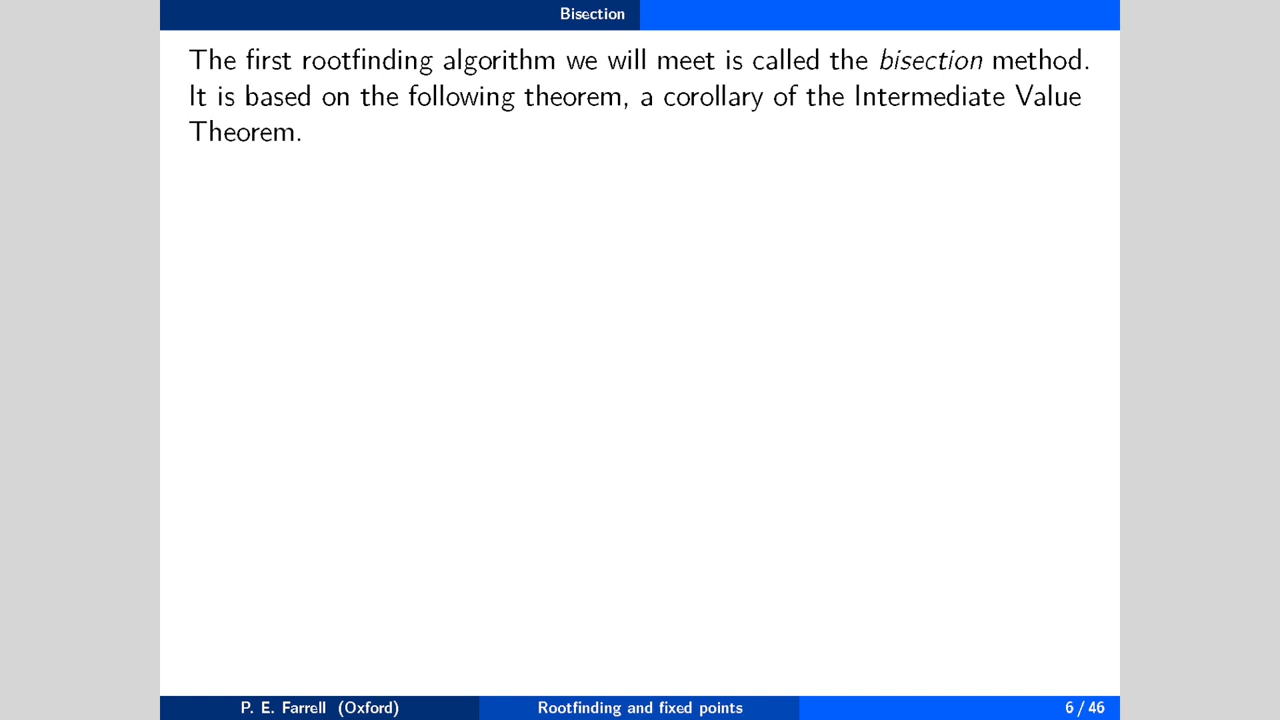 Bisection
The first rootfinding algorithm we will meet is called the bisection method.
It is based on the following theorem, a corollary of the Intermediate Value
Theorem.
P. E. Farrell (Oxford)
Rootfinding and fixed points
6 / 46